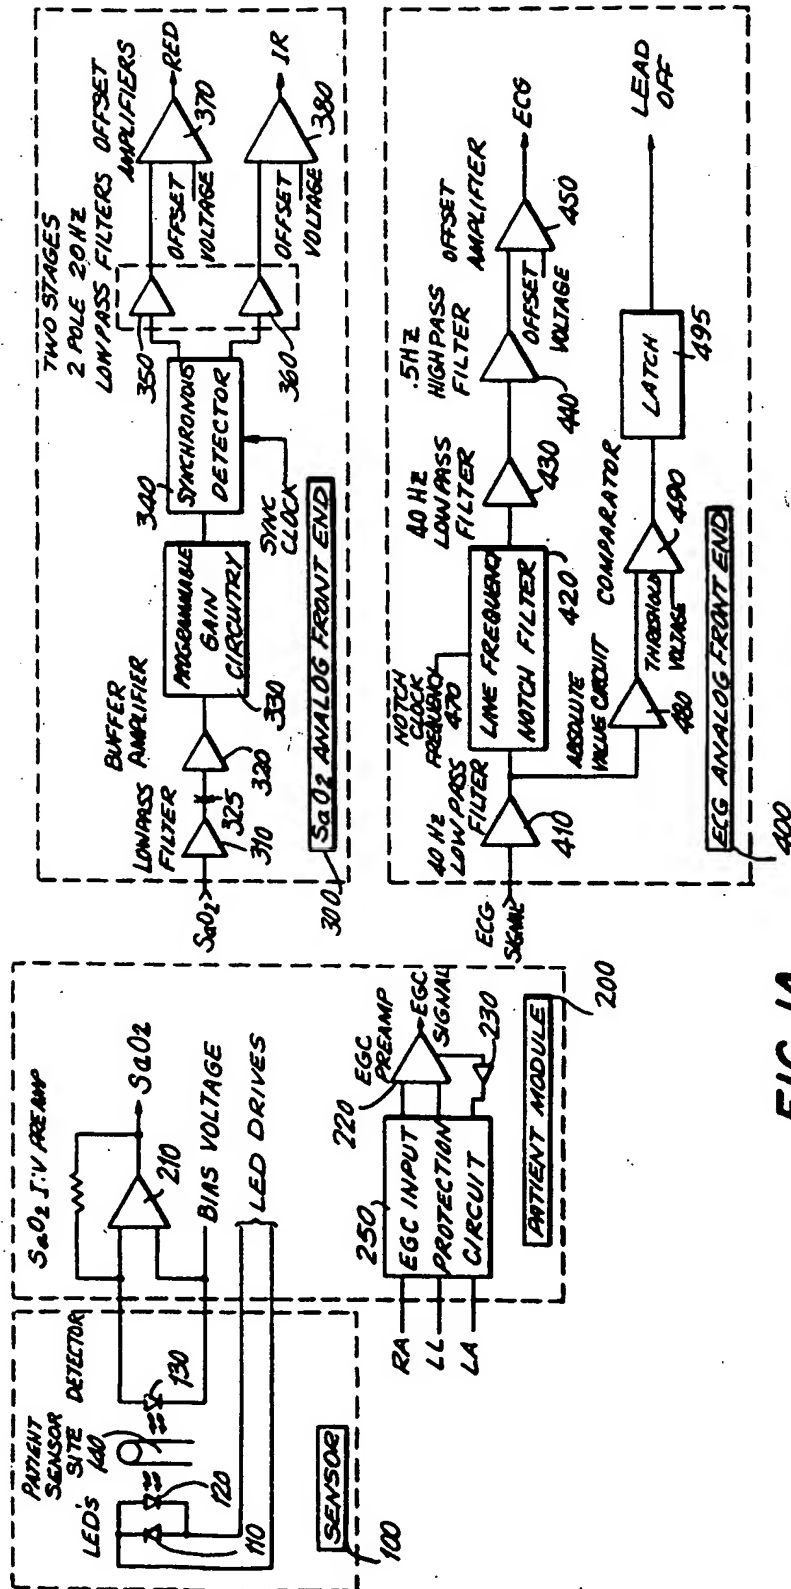 PATIENT
SENSOR
SITE
140
LED'S
110
120
DETECTOR
130
SENSOR
100
SaO2 I:V PREAMP
210
SaO2
BIAS VOLTAGE
LED DRIVES
RA
LL
LA
250
EGC INPUT
PROTECTION
CIRCUIT
220
EGC
PREAMP
EGC
SIGNAL
230
PATIENT MODULE
200
SaO2
300
LOWPASS
FILTER
310
325
BUFFER
AMPLIFIER
320
PROGRAMMABLE
GAIN
CIRCUTRY
330
340
SYNCHRONOUS
DETECTOR
SYNC
CLOCK
TWO STAGES
2 POLE 20HZ
LOWPASS FILTERS
350
360
OFFSET
AMPLIFIERS
OFFSET
VOLTAGE
370
RED
OFFSET
VOLTAGE
380
IR
SaO2 ANALOG FRONT END
ECG
SIGNAL
40 HZ
LOW PASS
FILTER
410
NOTCH
CLOCK
FREQUENCY
470
LINE FREQUENCY
NOTCH FILTER
420
40 HZ
LOWPASS
FILTER
430
.5HZ
HIGHPASS
FILTER
440
OFFSET
AMPLIFIER
OFFSET
VOLTAGE
450
ECG
ABSOLUTE
VALUE CIRCUIT
480
COMPARATOR
THRESHOLD
VOLTAGE
490
LATCH
495
LEAD
OFF
ECG ANALOG FRONT END
400
FIG. 1A